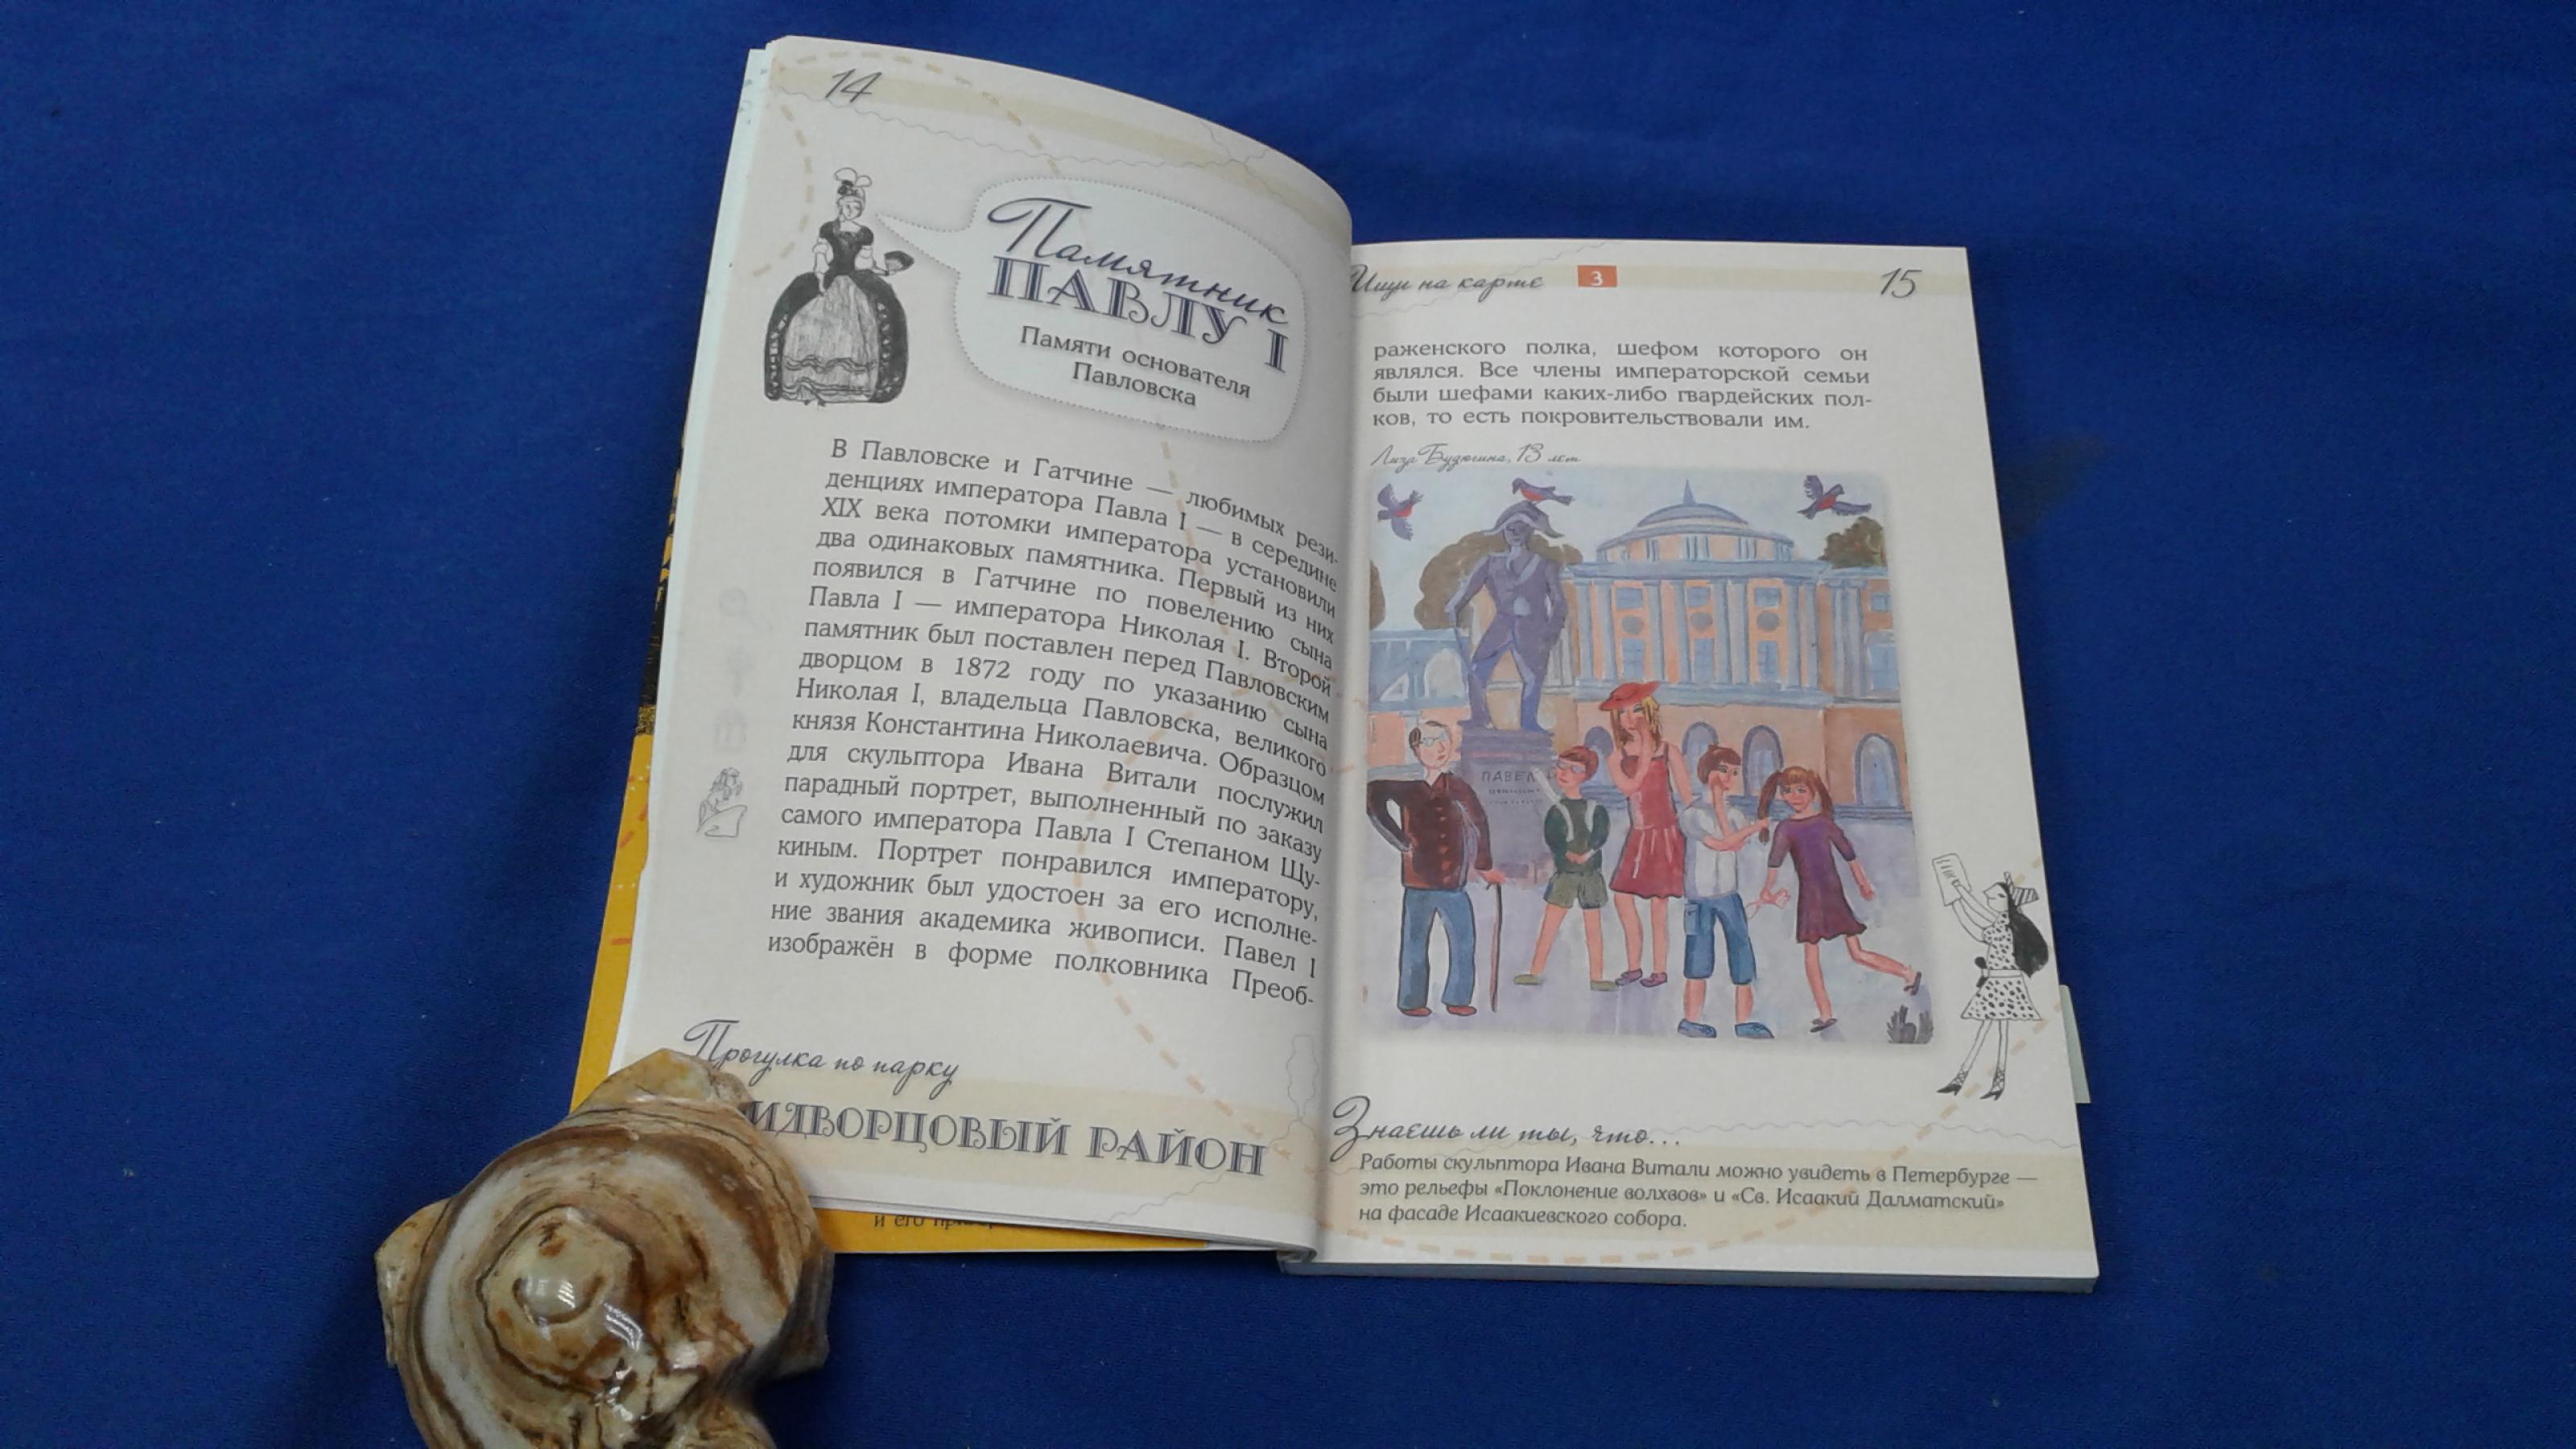 14
Памятник
ПАВЛУ I
Памяти основателя
Павловска
В Павловске и Гатчине — любимых рези-
денциях императора Павла I — в середине
XIX века потомки императора установили
два одинаковых памятника. Первый из них
появился в Гатчине по повелению сына
Павла I — императора Николая I. Второй
памятник был поставлен перед Павловским
дворцом в 1872 году по указанию сына
Николая I, владельца Павловска, великого
князя Константина Николаевича. Образцом
для скульптора Ивана Витали послужил
парадный портрет, выполненный по заказу
самого императора Павла I Степаном Щу-
киным. Портрет понравился императору,
и художник был удостоен за его исполне-
ние звания академика живописи. Павел I
изображён в форме полковника Преоб-
Прогулка по парку
ИДВОРЦОВЫЙ РАЙОН
и его
Ищи на карте 3
15
раженского полка, шефом которого он
являлся. Все члены императорской семьи
были шефами каких-либо гвардейских пол-
ков, то есть покровительствовали им.
Лиза Будюгина, 13 лет
ПАВЕЛ
Знаешь ли ты, что...
Работы скульптора Ивана Витали можно увидеть в Петербурге —
это рельефы «Поклонение волхвов» и «Св. Исаакий Далматский»
на фасаде Исаакиевского собора.